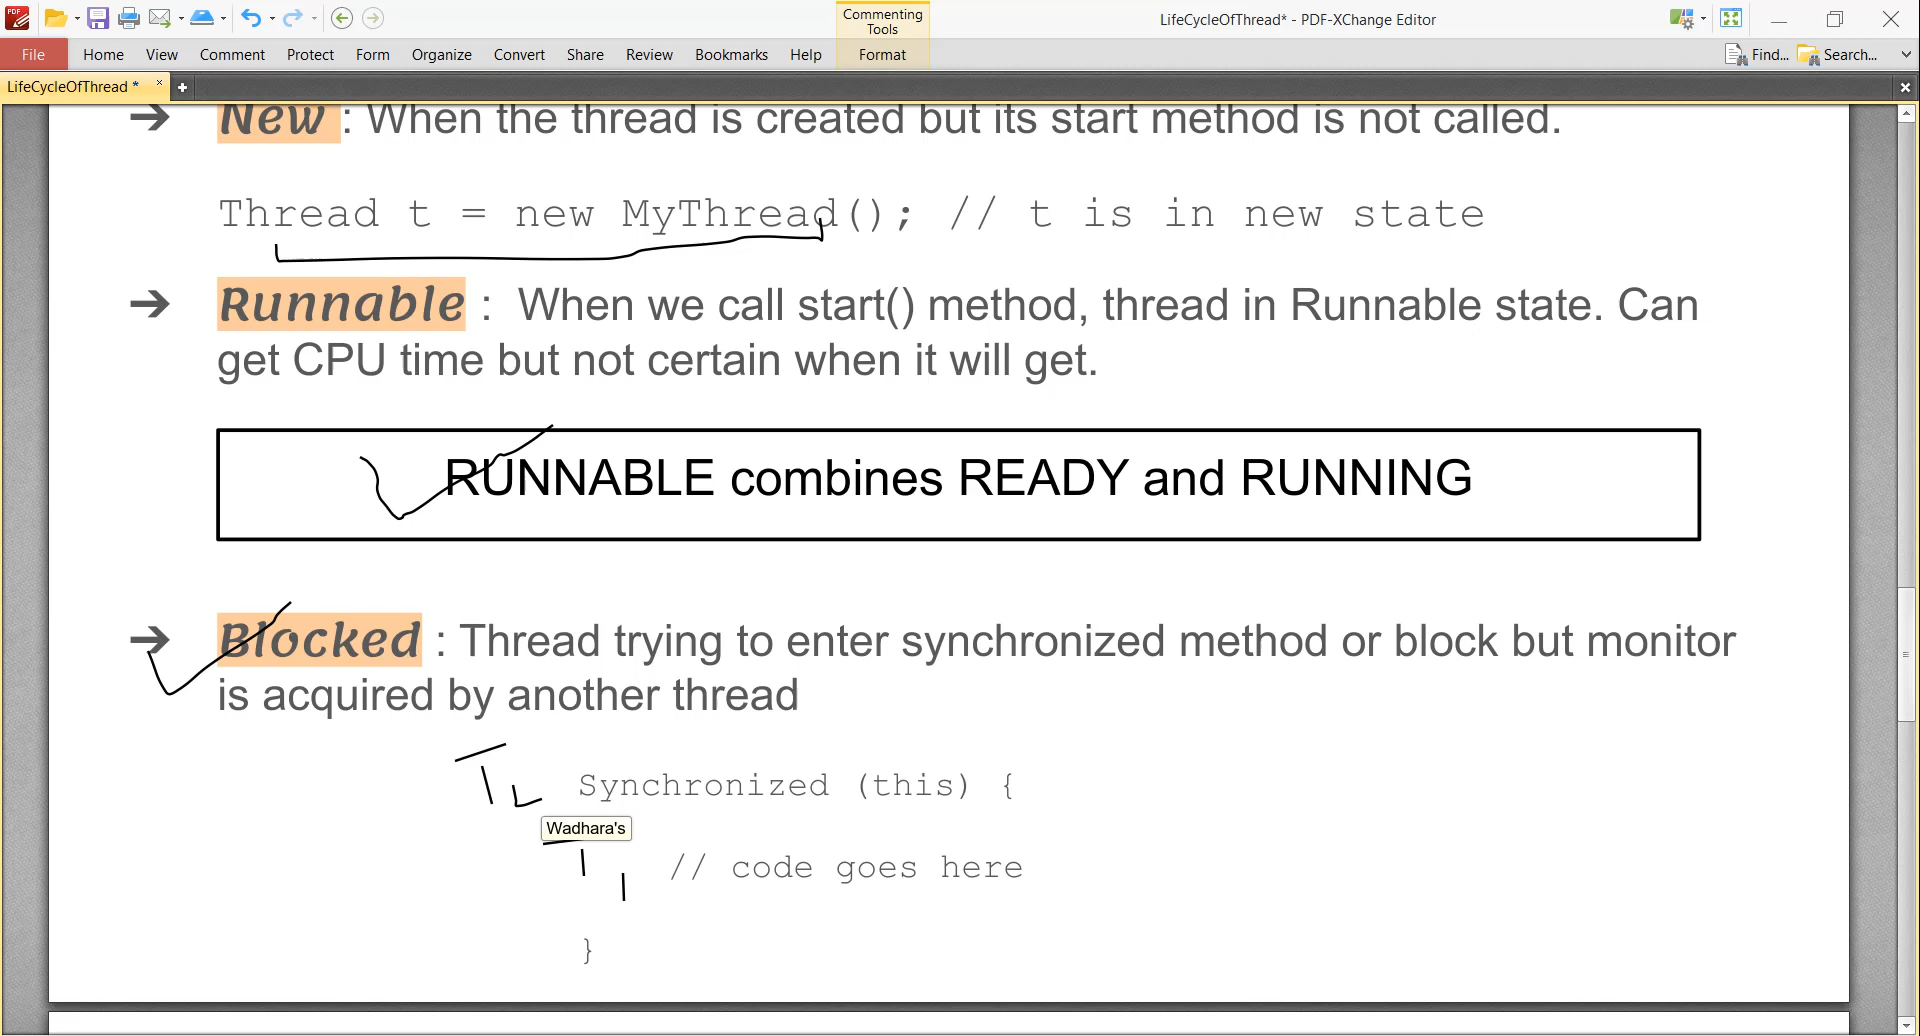 Commenting
Tools
LifeCycleOfThread* - PDF-XChange Editor
File Home View Comment Protect Form Organize Convert Share Review Bookmarks Help Format Find... Search...
LifeCycleOfThread *
➔ New : When the thread is created but its start method is not called.
Thread t = new MyThread(); // t is in new state
➔ Runnable : When we call start() method, thread in Runnable state. Can
get CPU time but not certain when it will get.
RUNNABLE combines READY and RUNNING
➔ Blocked : Thread trying to enter synchronized method or block but monitor
is acquired by another thread
Synchronized (this) {
Wadhara's
// code goes here
}